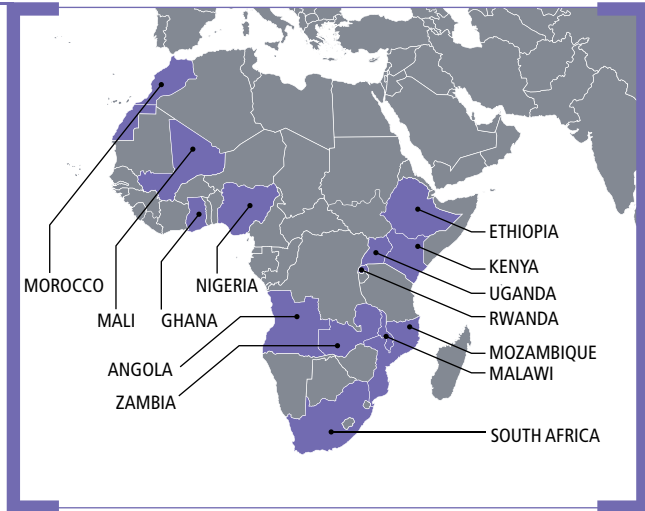 MOROCCO
MALI
GHANA
NIGERIA
ANGOLA
ZAMBIA
ETHIOPIA
KENYA
UGANDA
RWANDA
MOZAMBIQUE
MALAWI
SOUTH AFRICA